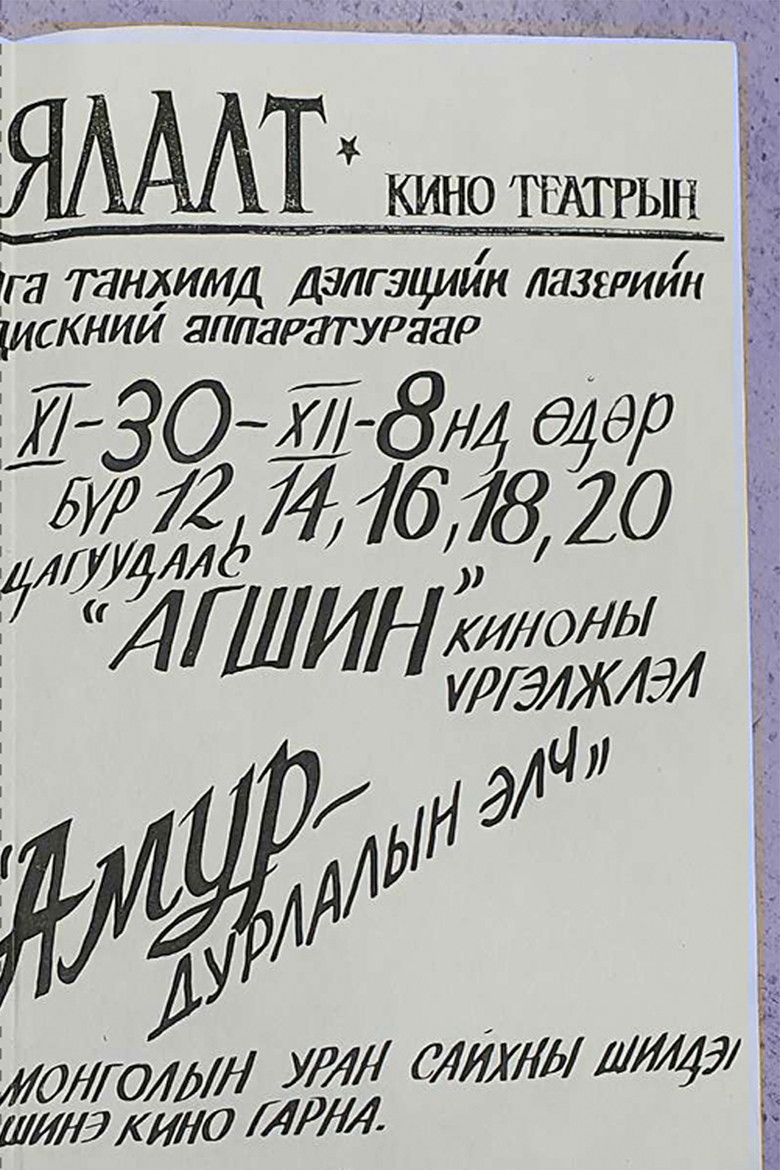 ЯЛАЛТ КИНО ТЕАТРЫН
га танхимд дэлгэцийн лазерийн
дискний аппаратураар
XI-30-XII-8нд өдөр
БҮР 12, 14, 16, 18, 20
ЦАГУУДААС
"АГШИН" КИНОНЫ
ҮРГЭЛЖЛЭЛ
"Амур-
ДУРЛАЛЫН ЭЛЧ"
МОНГОЛЫН УРАН САЙХНЫ ШИЛДЭГ
ШИНЭ КИНО ГАРНА.